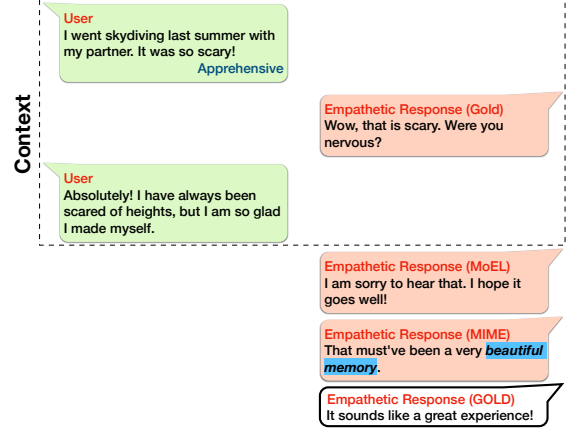 User
I went skydiving last summer with
my partner. It was so scary!
Apprehensive
Context
Empathetic Response (Gold)
Wow, that is scary. Were you
nervous?
User
Absolutely! I have always been
scared of heights, but I am so glad
I made myself.
Empathetic Response (MoEL)
I am sorry to hear that. I hope it
goes well!
Empathetic Response (MIME)
That must've been a very beautiful
memory.
Empathetic Response (GOLD)
It sounds like a great experience!